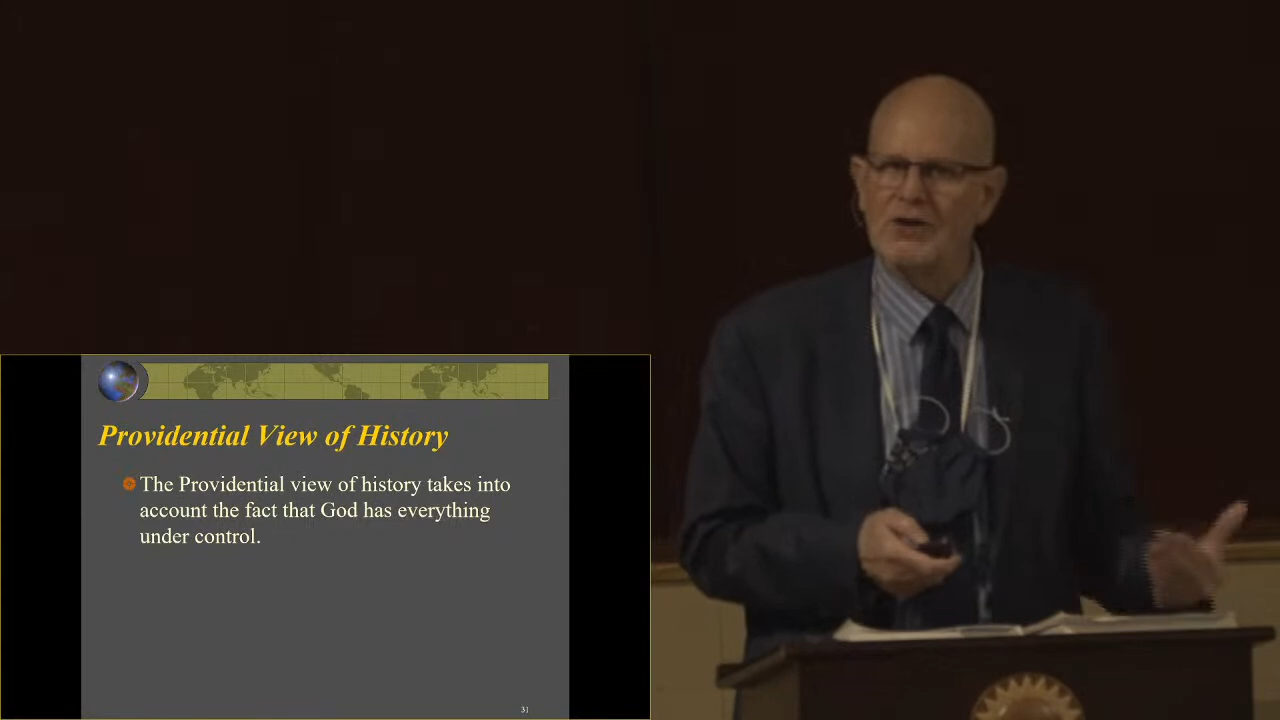 Providential View of History
The Providential view of history takes into
account the fact that God has everything
under control.
31